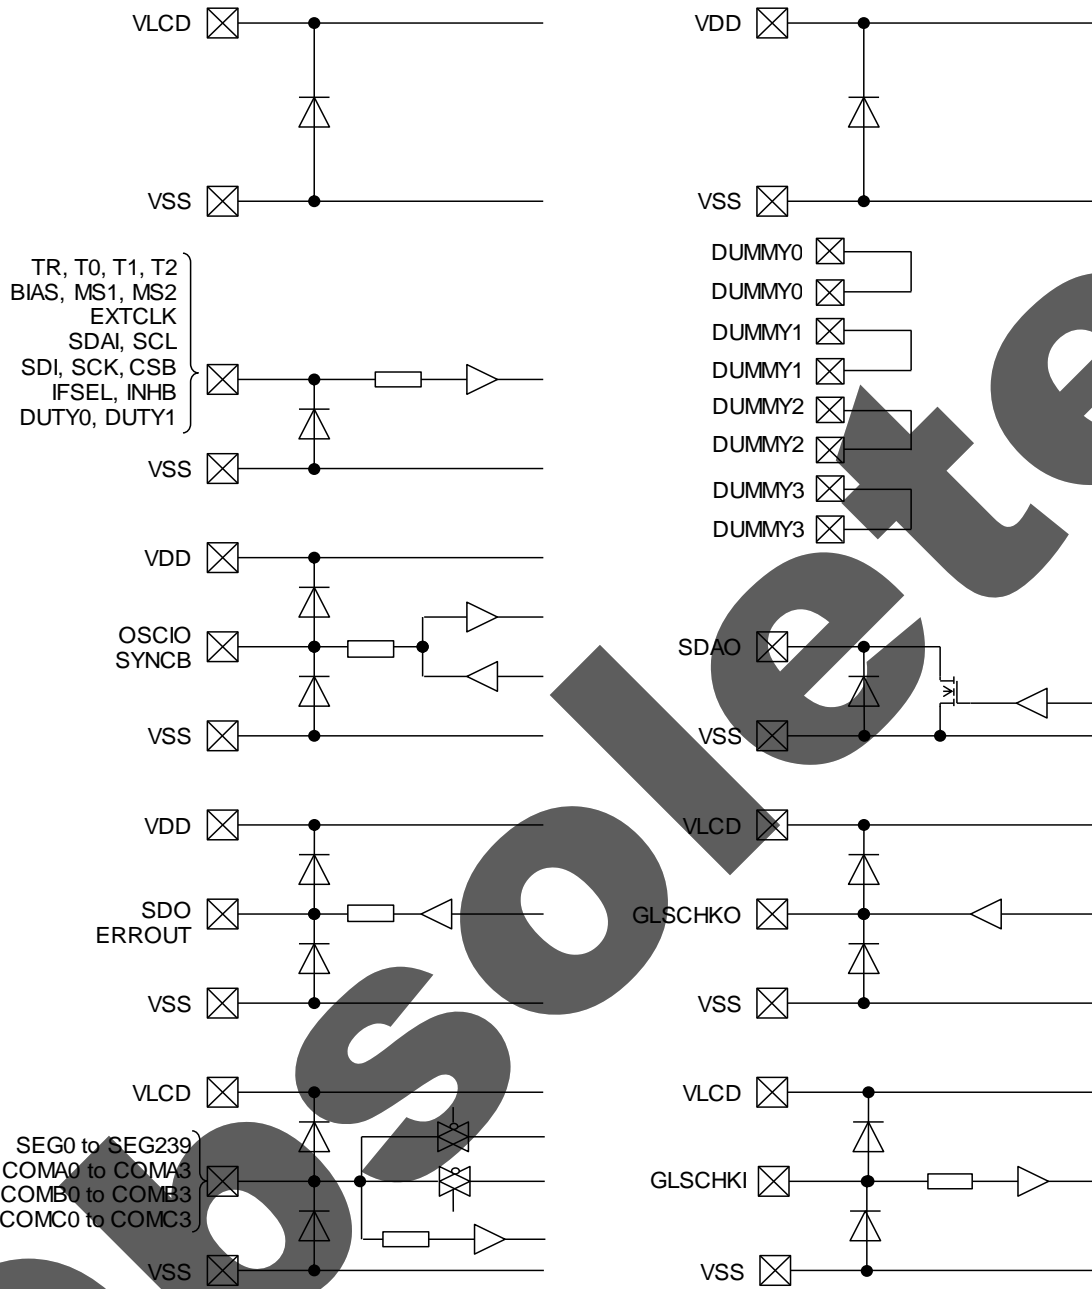 VLCD
VSS
TR, T0, T1, T2
BIAS, MS1, MS2
EXTCLK
SDAI, SCL
SDI, SCK, CSB
IFSEL, INHB
DUTY0, DUTY1
VSS
VDD
OSCIO
SYNCB
VSS
VDD
SDO
ERROUT
VSS
VLCD
SEG0 to SEG239
COMA0 to COMA3
COMB0 to COMB3
COMC0 to COMC3
VSS
VDD
VSS
DUMMY0
DUMMY0
DUMMY1
DUMMY1
DUMMY2
DUMMY2
DUMMY3
DUMMY3
SDAO
VSS
VLCD
GLSCHKO
VSS
VLCD
GLSCHKI
VSS
bsolete